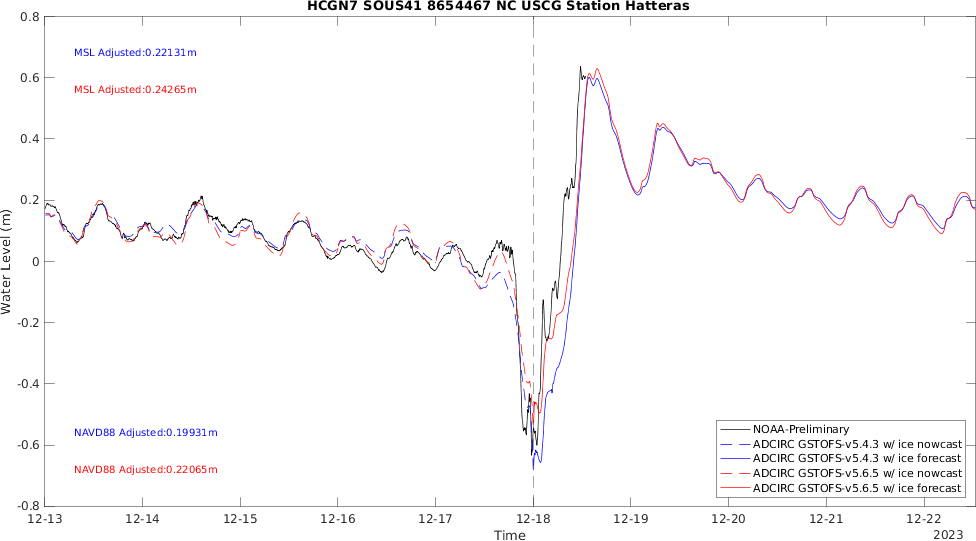 HCGN7 SOUS41 8654467 NC USCG Station Hatteras
MSL Adjusted:0.22131m
MSL Adjusted:0.24265m
NAVD88 Adjusted:0.19931m
NAVD88 Adjusted:0.22065m
Water Level (m)
0.8
0.6
0.4
0.2
0
-0.2
-0.4
-0.6
-0.8
NOAA-Preliminary
ADCIRC GSTOFS-v5.4.3 w/ ice nowcast
ADCIRC GSTOFS-v5.4.3 w/ ice forecast
ADCIRC GSTOFS-v5.6.5 w/ ice nowcast
ADCIRC GSTOFS-v5.6.5 w/ ice forecast
12-13 12-14 12-15 12-16 12-17 12-18 12-19 12-20 12-21 12-22
Time
2023